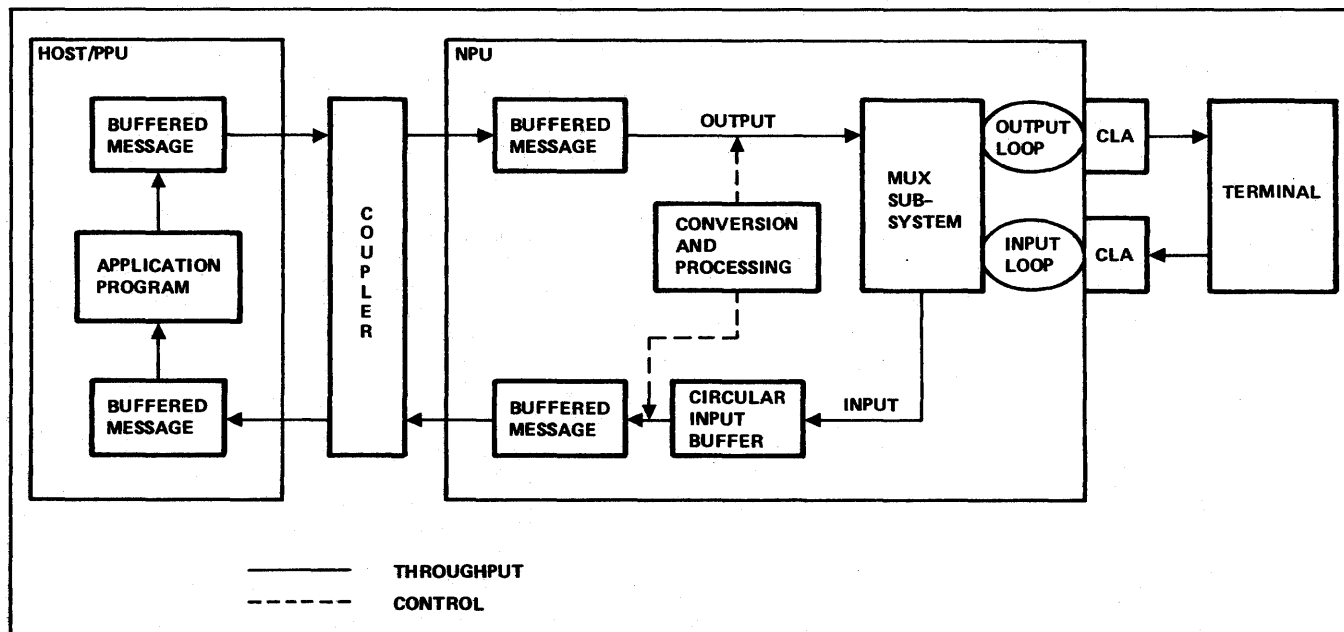 HOST/PPU
BUFFERED
MESSAGE
APPLICATION
PROGRAM
BUFFERED
MESSAGE
COUPLER
NPU
BUFFERED
MESSAGE
OUTPUT
CONVERSION
AND
PROCESSING
BUFFERED
MESSAGE
CIRCULAR
INPUT
BUFFER
INPUT
MUX
SUB-
SYSTEM
OUTPUT
LOOP
INPUT
LOOP
CLA
CLA
TERMINAL
THROUGHPUT
CONTROL